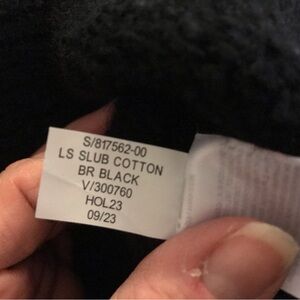 S/817562-00
LS SLUB COTTON
BR BLACK
V/300760
HOL23
09/23